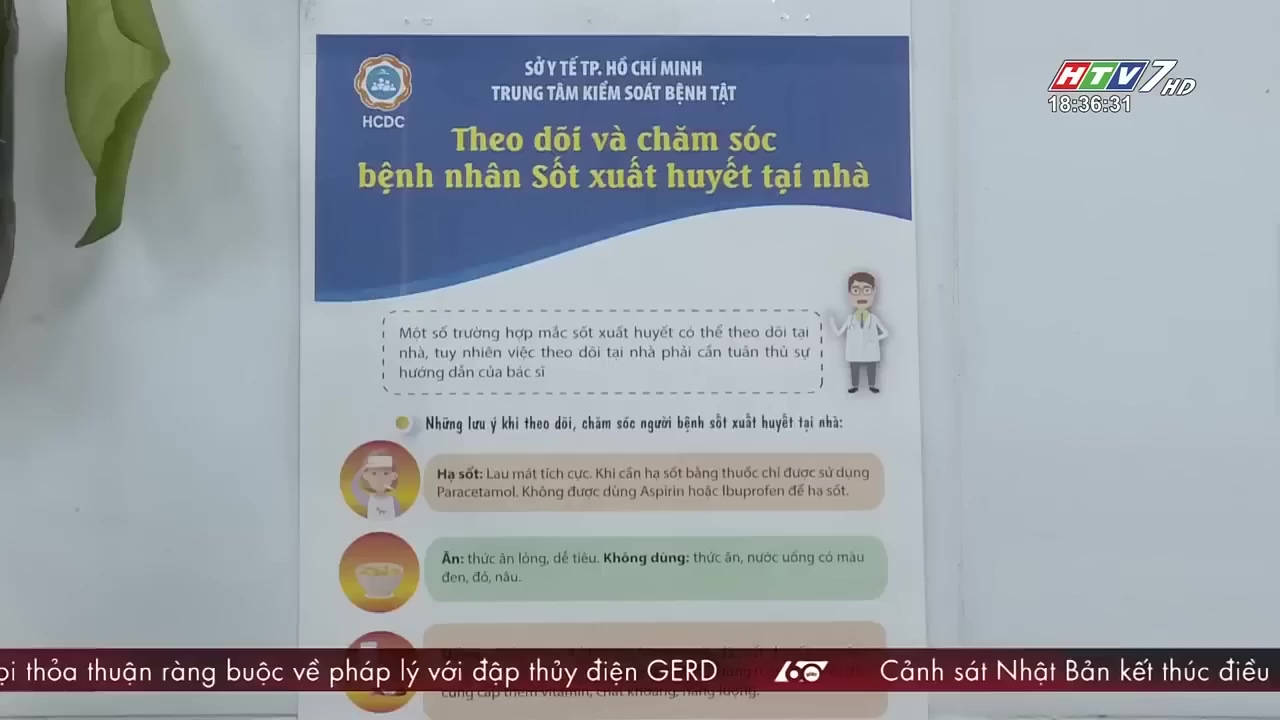 SỞ Y TẾ TP. HỒ CHÍ MINH
TRUNG TÂM KIỂM SOÁT BỆNH TẬT
HCDC
Theo dõi và chăm sóc
bệnh nhân Sốt xuất huyết tại nhà
HTV7 HD
18:36:31
Một số trường hợp mắc sốt xuất huyết có thể theo dõi tại
nhà, tuy nhiên việc theo dõi tại nhà phải cần tuân thủ sự
hướng dẫn của bác sĩ
Những lưu ý khi theo dõi, chăm sóc người bệnh sốt xuất huyết tại nhà:
Hạ sốt: Lau mát tích cực. Khi cần hạ sốt bằng thuốc chỉ được sử dụng
Paracetamol. Không được dùng Aspirin hoặc Ibuprofen để hạ sốt.
Ăn: thức ăn lỏng, dễ tiêu. Không dùng: thức ăn, nước uống có màu
đen, đỏ, nâu.
thỏa thuận ràng buộc về pháp lý với đập thủy điện GERD
60 giây
Cảnh sát Nhật Bản kết thúc điều
cung cấp thêm vitamin, chất khoáng, năng lượng.